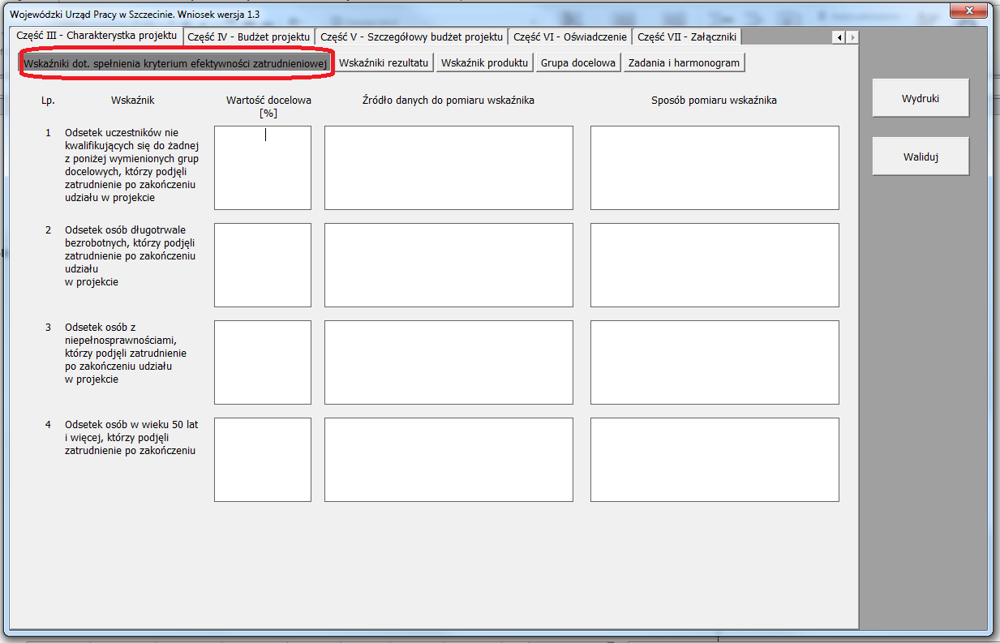 Wojewódzki Urząd Pracy w Szczecinie. Wniosek wersja 1.3
Część III - Charakterystka projektu
Część IV - Budżet projektu
Część V - Szczegółowy budżet projektu
Część VI - Oświadczenie
Część VII - Załączniki
Wskaźniki dot. spełnienia kryterium efektywności zatrudnieniowej
Wskaźniki rezultatu
Wskaźnik produktu
Grupa docelowa
Zadania i harmonogram
Wydruki
Waliduj
Lp.
Wskaźnik
Wartość docelowa
[%]
Źródło danych do pomiaru wskaźnika
Sposób pomiaru wskaźnika
1
Odsetek uczestników nie
kwalifikujących się do żadnej
z poniżej wymienionych grup
docelowych, którzy podjęli
zatrudnienie po zakończeniu
udziału w projekcie
2
Odsetek osób długotrwale
bezrobotnych, którzy podjęli
zatrudnienie po zakończeniu
udziału
w projekcie
3
Odsetek osób z
niepełnosprawnościami,
którzy podjęli zatrudnienie
po zakończeniu udziału
w projekcie
4
Odsetek osób w wieku 50 lat
i więcej, którzy podjęli
zatrudnienie po zakończeniu